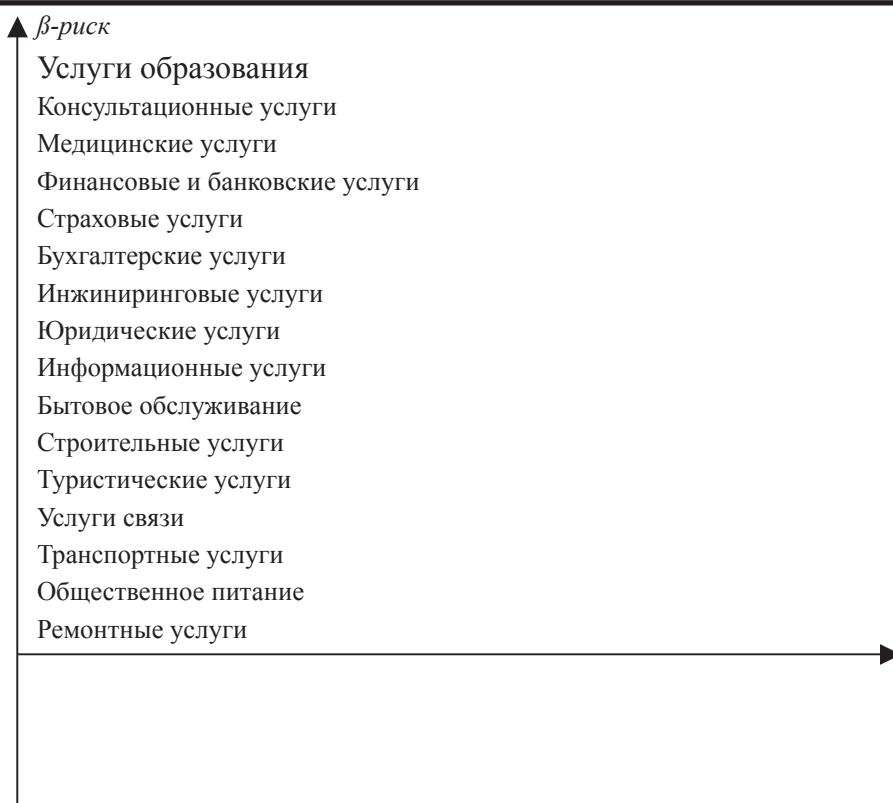 β-риск
Услуги образования
Консультационные услуги
Медицинские услуги
Финансовые и банковские услуги
Страховые услуги
Бухгалтерские услуги
Инжиниринговые услуги
Юридические услуги
Информационные услуги
Бытовое обслуживание
Строительные услуги
Туристические услуги
Услуги связи
Транспортные услуги
Общественное питание
Ремонтные услуги